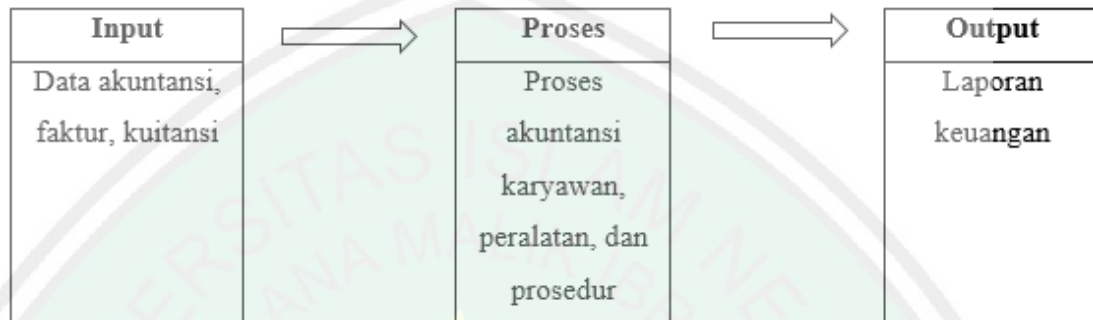 Input
Data akuntansi,
faktur, kuitansi
Proses
Proses
akuntansi
karyawan,
peralatan, dan
prosedur
Output
Laporan
keuangan